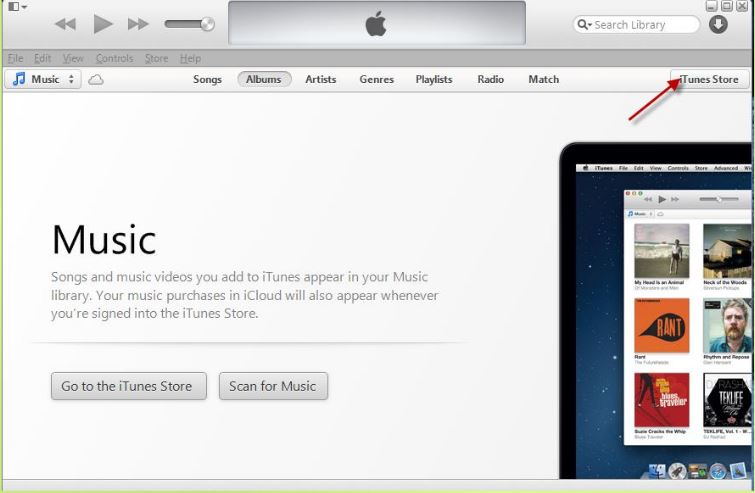 Search Library
File Edit View Controls Store Help
Music Songs Albums Artists Genres Playlists Radio Match iTunes Store
iTunes File Edit View Controls Store Advanced
Music
Music
Songs and music videos you add to iTunes appear in your Music
library. Your music purchases in iCloud will also appear whenever
you're signed into the iTunes Store.
Go to the iTunes Store Scan for Music
My Head Is an Animal Neck of the Woods
Of Monsters and Men Silversun Pickups
RANT
Rant Rhythm and Repose
The Futureheads Glen Hansard
blues traveler
TEKLIFE
Suzie Cracks the Whip TEKLIFE, Vol. 1 - W...
Blues Traveler DJ Rashad